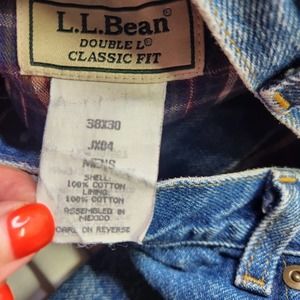 L.L.Bean
DOUBLE L®
CLASSIC FIT
38X30
JX04
MENS
SHELL:
100% COTTON
LINING:
100% COTTON
ASSEMBLED IN
MEXICO
CARE ON REVERSE